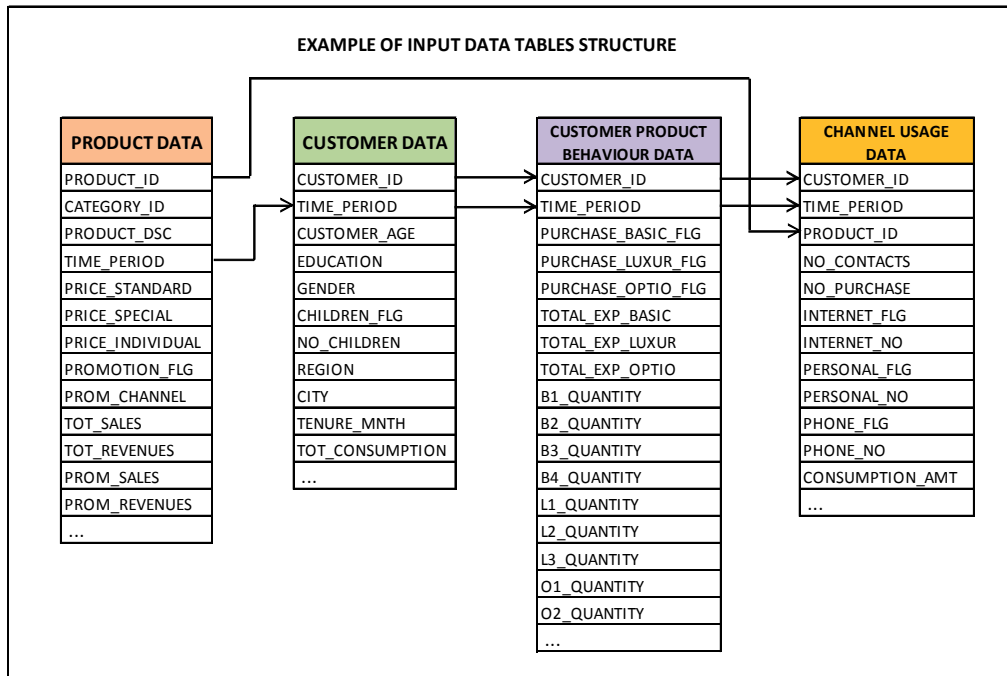 EXAMPLE OF INPUT DATA TABLES STRUCTURE
PRODUCT DATA
PRODUCT_ID
CATEGORY_ID
PRODUCT_DSC
TIME_PERIOD
PRICE_STANDARD
PRICE_SPECIAL
PRICE_INDIVIDUAL
PROMOTION_FLG
PROM_CHANNEL
TOT_SALES
TOT_REVENUES
PROM_SALES
PROM_REVENUES
...
CUSTOMER DATA
CUSTOMER_ID
TIME_PERIOD
CUSTOMER_AGE
EDUCATION
GENDER
CHILDREN_FLG
NO_CHILDREN
REGION
CITY
TENURE_MNTH
TOT_CONSUMPTION
...
CUSTOMER PRODUCT
BEHAVIOUR DATA
CUSTOMER_ID
TIME_PERIOD
PURCHASE_BASIC_FLG
PURCHASE_LUXUR_FLG
PURCHASE_OPTIO_FLG
TOTAL_EXP_BASIC
TOTAL_EXP_LUXUR
TOTAL_EXP_OPTIO
B1_QUANTITY
B2_QUANTITY
B3_QUANTITY
B4_QUANTITY
L1_QUANTITY
L2_QUANTITY
L3_QUANTITY
O1_QUANTITY
O2_QUANTITY
...
CHANNEL USAGE
DATA
CUSTOMER_ID
TIME_PERIOD
PRODUCT_ID
NO_CONTACTS
NO_PURCHASE
INTERNET_FLG
INTERNET_NO
PERSONAL_FLG
PERSONAL_NO
PHONE_FLG
PHONE_NO
CONSUMPTION_AMT
...